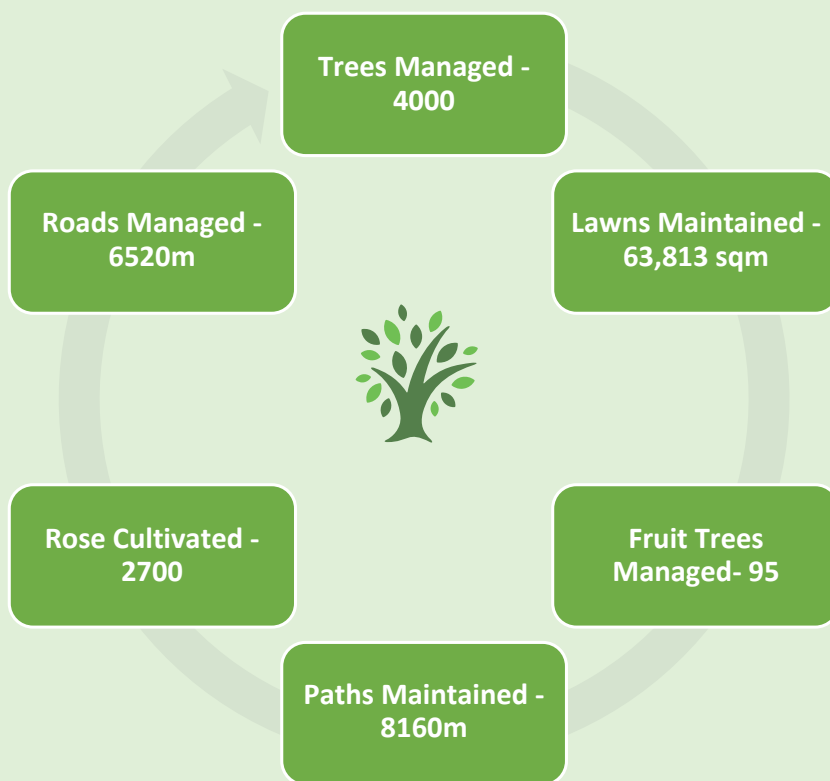 Trees Managed -
4000
Lawns Maintained -
63,813 sqm
Fruit Trees
Managed- 95
Paths Maintained -
8160m
Rose Cultivated -
2700
Roads Managed -
6520m